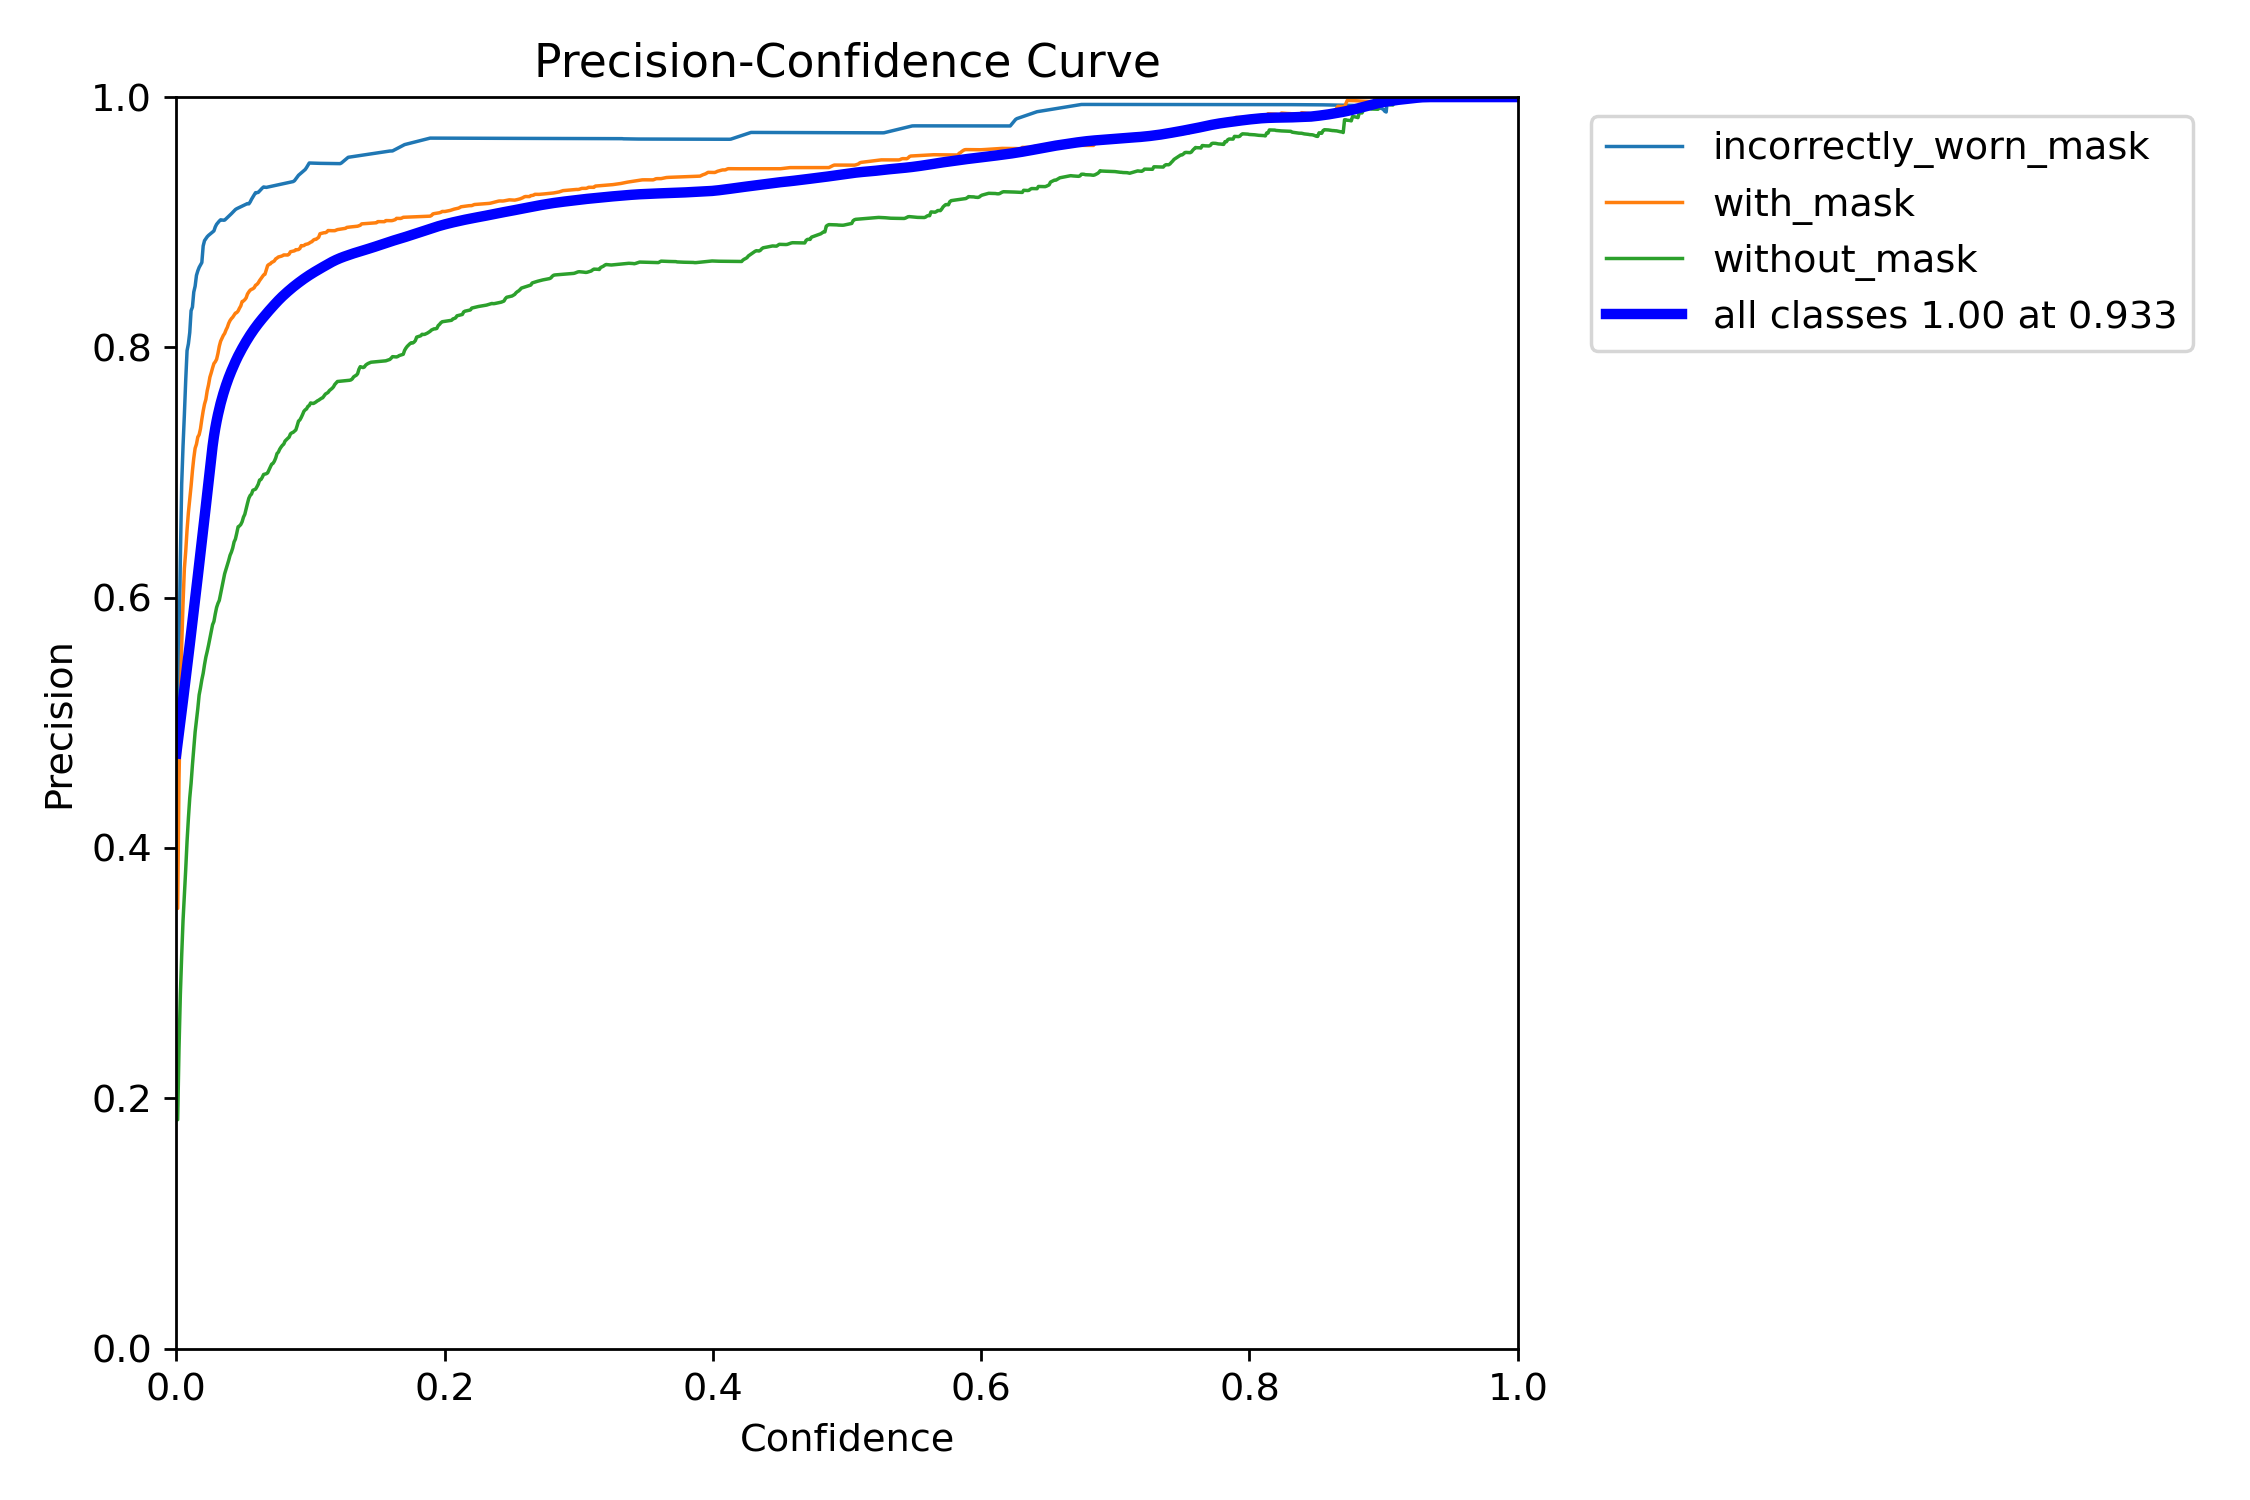 Precision-Confidence Curve
1.0
0.8
0.6
0.4
0.2
0.0
Precision
0.0 0.2 0.4 0.6 0.8 1.0
Confidence
incorrectly_worn_mask
with_mask
without_mask
all classes 1.00 at 0.933